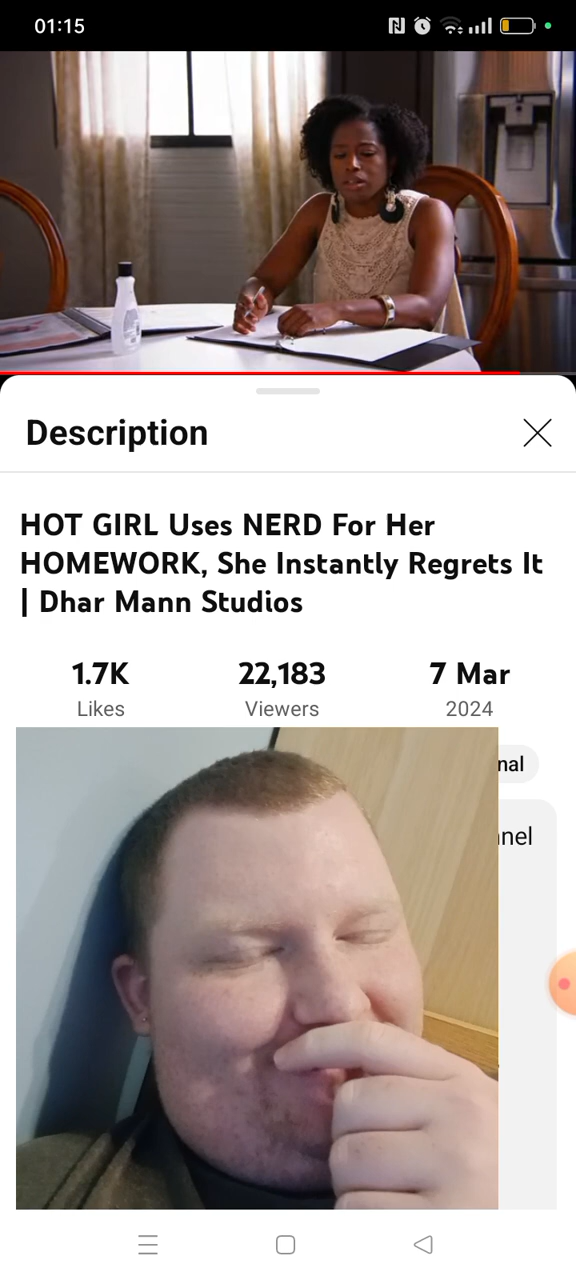 01:15
Description
HOT GIRL Uses NERD For Her
HOMEWORK, She Instantly Regrets It
| Dhar Mann Studios
1.7K 22,183 7 Mar
Likes Viewers 2024